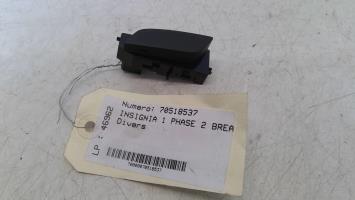 Numero: 70518537
INSIGNIA 1 PHASE 2 BREA
Divers
LP : 46962